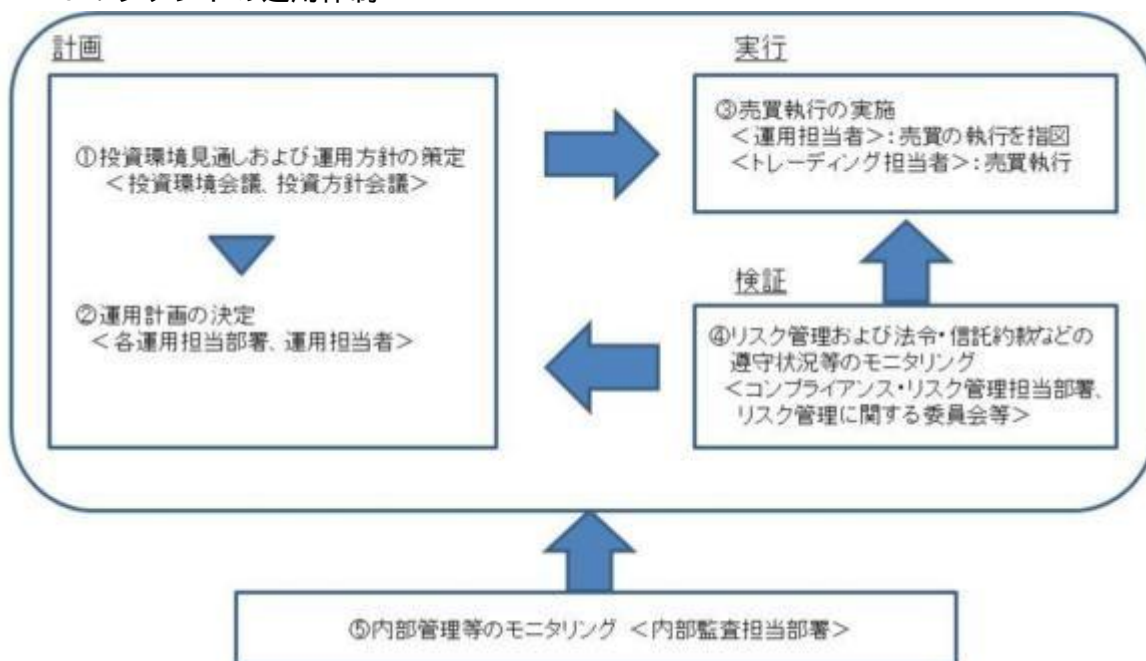 計画
①投資環境見通しおよび運用方針の策定
＜投資環境会議、投資方針会議＞
②運用計画の決定
＜各運用担当部署、運用担当者＞
実行
③売買執行の実施
＜運用担当者＞：売買の執行を指図
＜トレーディング担当者＞：売買執行
検証
④リスク管理および法令・信託約款などの
遵守状況等のモニタリング
＜コンプライアンス・リスク管理担当部署、
リスク管理に関する委員会等＞
⑤内部管理等のモニタリング ＜内部監査担当部署＞